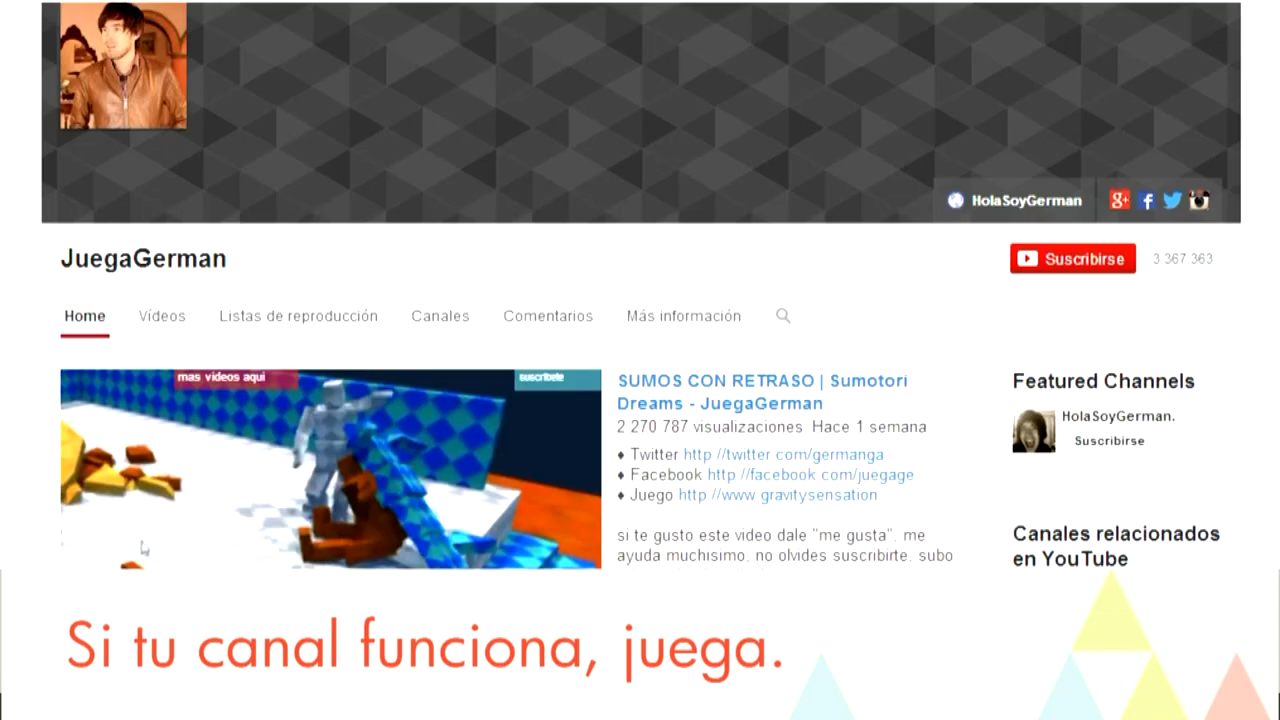 HolaSoyGerman
JuegaGerman
Suscribirse
3 367 363
Home
Vídeos
Listas de reproducción
Canales
Comentarios
Más información
mas videos aqui
suscribete
SUMOS CON RETRASO | Sumotori
Dreams - JuegaGerman
2 270 787 visualizaciones Hace 1 semana
♦ Twitter http //twitter com/germanga
♦ Facebook http //facebook com/juegage
♦ Juego http //www gravitysensation
si te gusto este video dale "me gusta". me
ayuda muchisimo. no olvides suscribirte. subo
Featured Channels
HolaSoyGerman.
Suscribirse
Canales relacionados
en YouTube
Si tu canal funciona, juega.